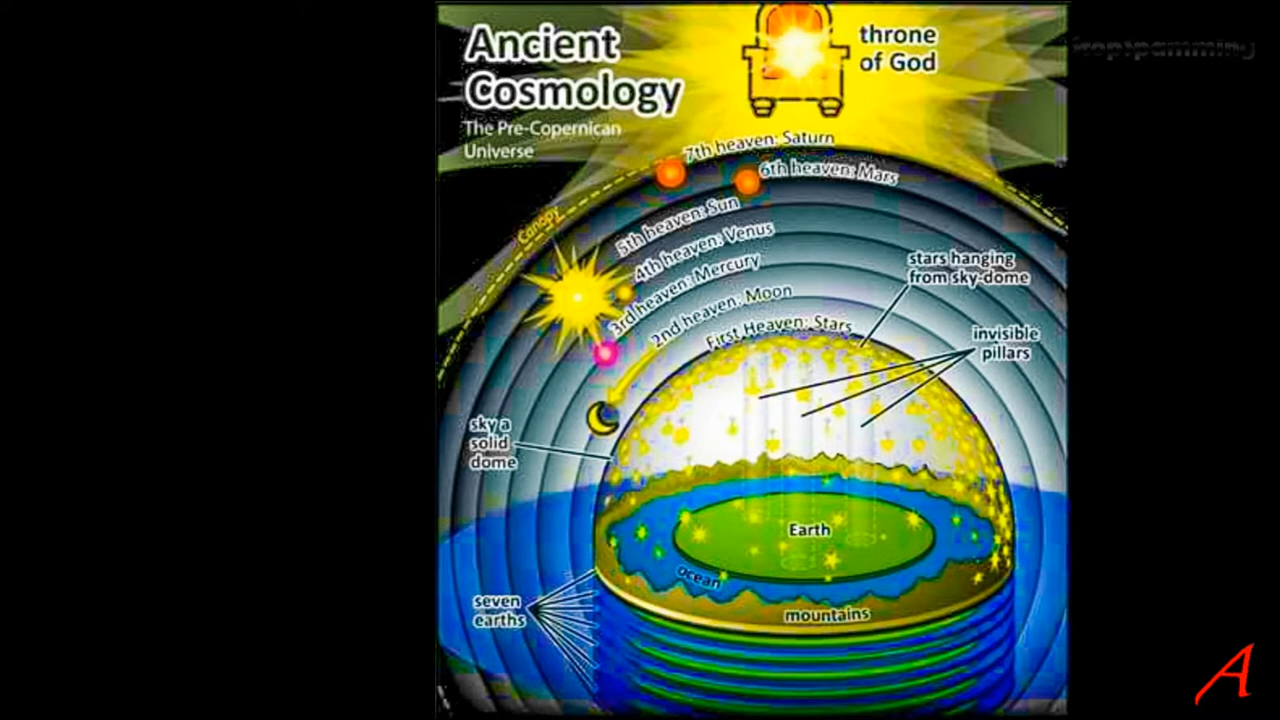 Ancient
Cosmology
The Pre-Copernican
Universe
throne
of God
7th heaven: Saturn
6th heaven: Mars
Canopy
5th heaven: Sun
4th heaven: Venus
3rd heaven: Mercury
2nd heaven: Moon
First Heaven: Stars
stars hanging
from sky-dome
invisible
pillars
sky a
solid
dome
Earth
ocean
seven
earths
mountains
A